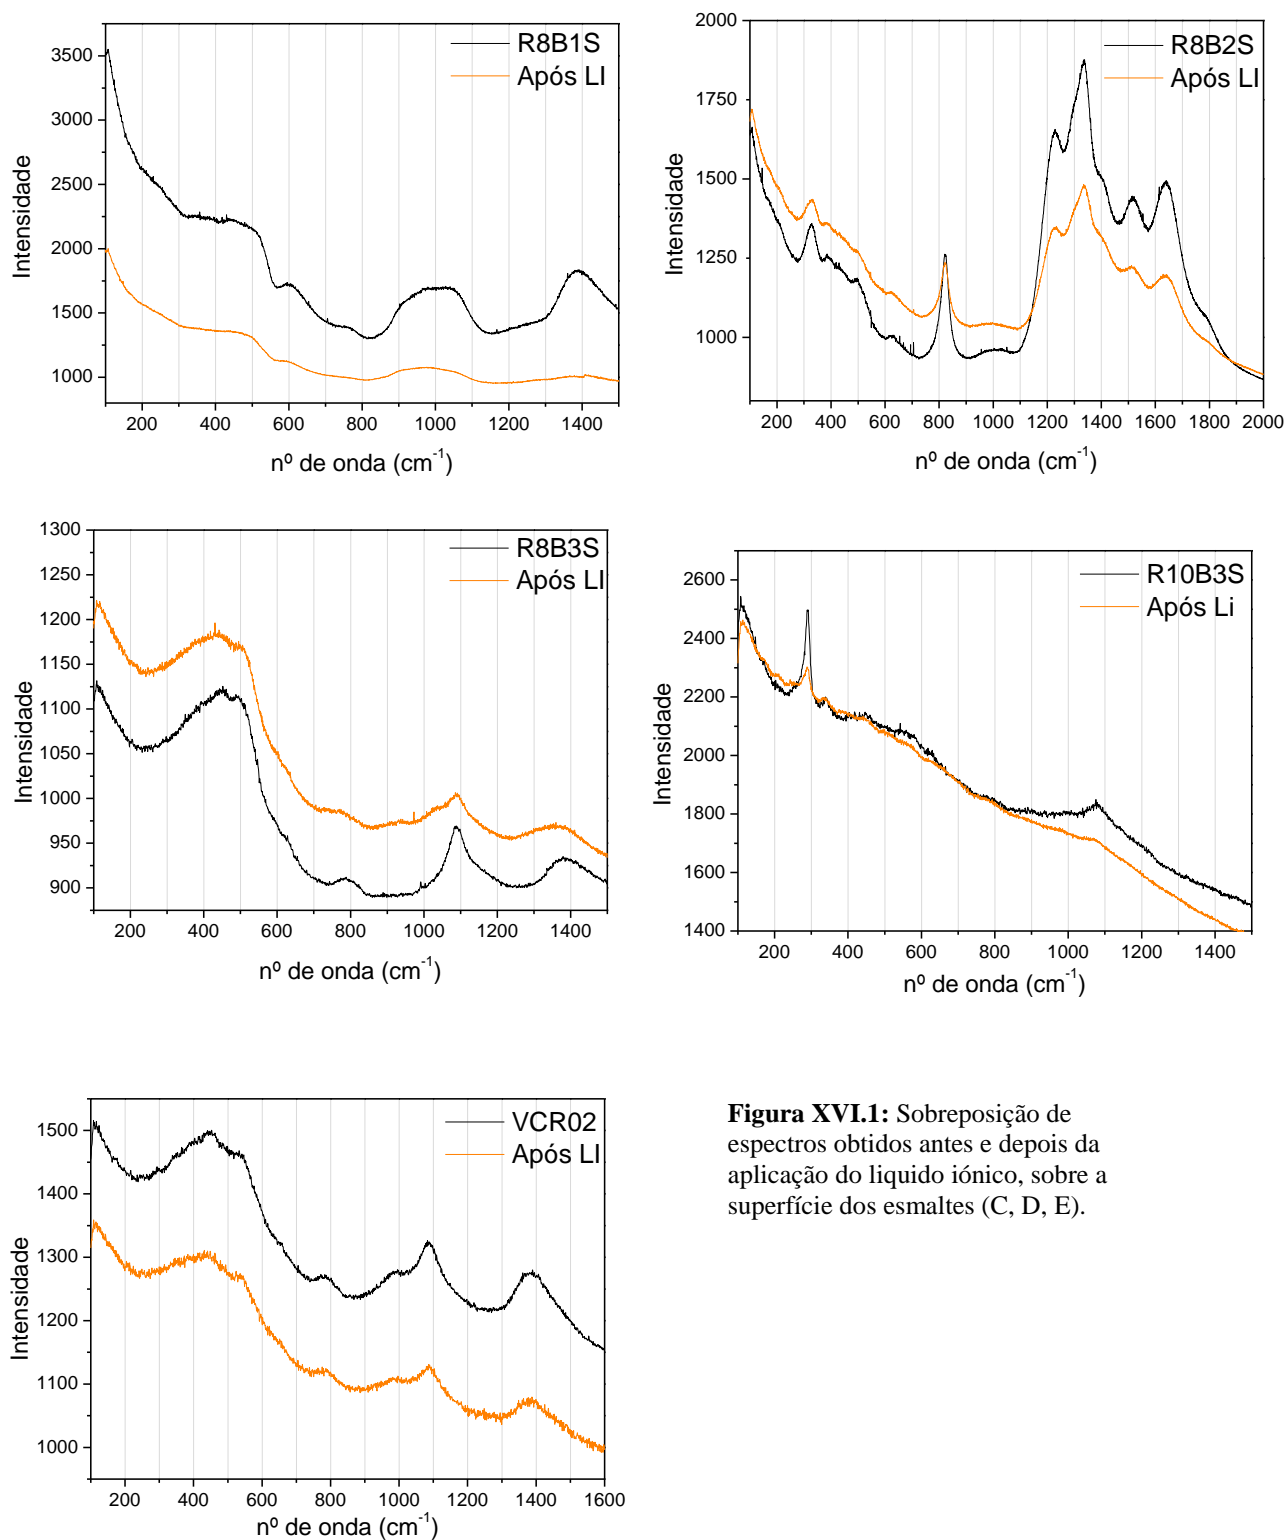 R8B1S
Após LI
3500
3000
2500
2000
1500
1000
Intensidade
200 400 600 800 1000 1200 1400
nº de onda (cm-1)
R8B2S
Após LI
2000
1750
1500
1250
1000
Intensidade
200 400 600 800 1000 1200 1400 1600 1800 2000
nº de onda (cm-1)
R8B3S
Após LI
1300
1250
1200
1150
1100
1050
1000
950
900
Intensidade
200 400 600 800 1000 1200 1400
nº de onda (cm-1)
R10B3S
Após Li
2600
2400
2200
2000
1800
1600
1400
Intensidade
200 400 600 800 1000 1200 1400
nº de onda (cm-1)
VCR02
Após LI
1500
1400
1300
1200
1100
1000
Intensidade
200 400 600 800 1000 1200 1400 1600
nº de onda (cm-1)
Figura XVI.1: Sobreposição de
espectros obtidos antes e depois da
aplicação do liquido iónico, sobre a
superfície dos esmaltes (C, D, E).